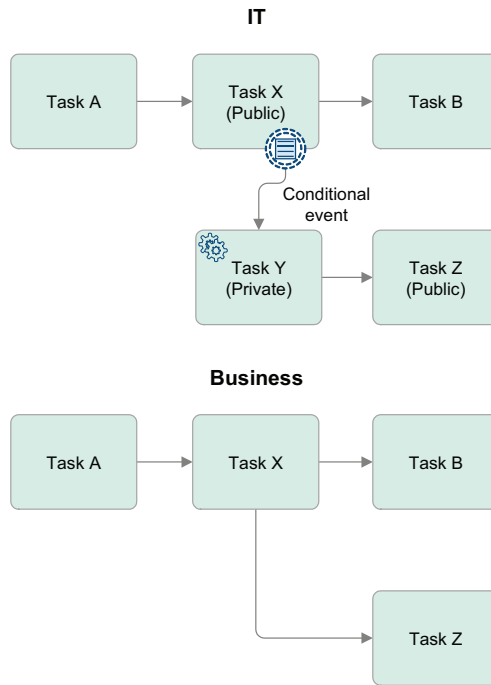 IT
Task A
Task X
(Public)
Task B
Conditional
event
Task Y
(Private)
Task Z
(Public)
Business
Task A
Task X
Task B
Task Z